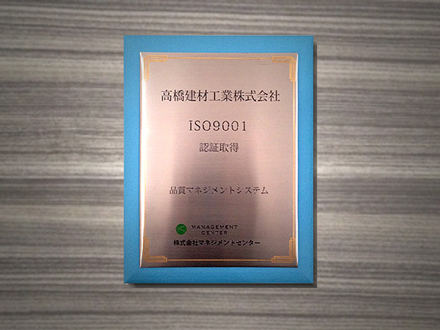 高橋建材工業株式会社
ISO9001
認証取得
品質マネジメントシステム
MANAGEMENT
CENTER
株式会社マネジメントセンター